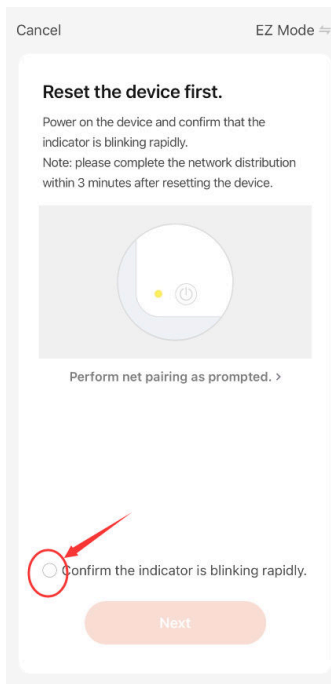 Cancel
EZ Mode
Reset the device first.
Power on the device and confirm that the
indicator is blinking rapidly.
Note: please complete the network distribution
within 3 minutes after resetting the device.
Perform net pairing as prompted. >
Confirm the indicator is blinking rapidly.
Next